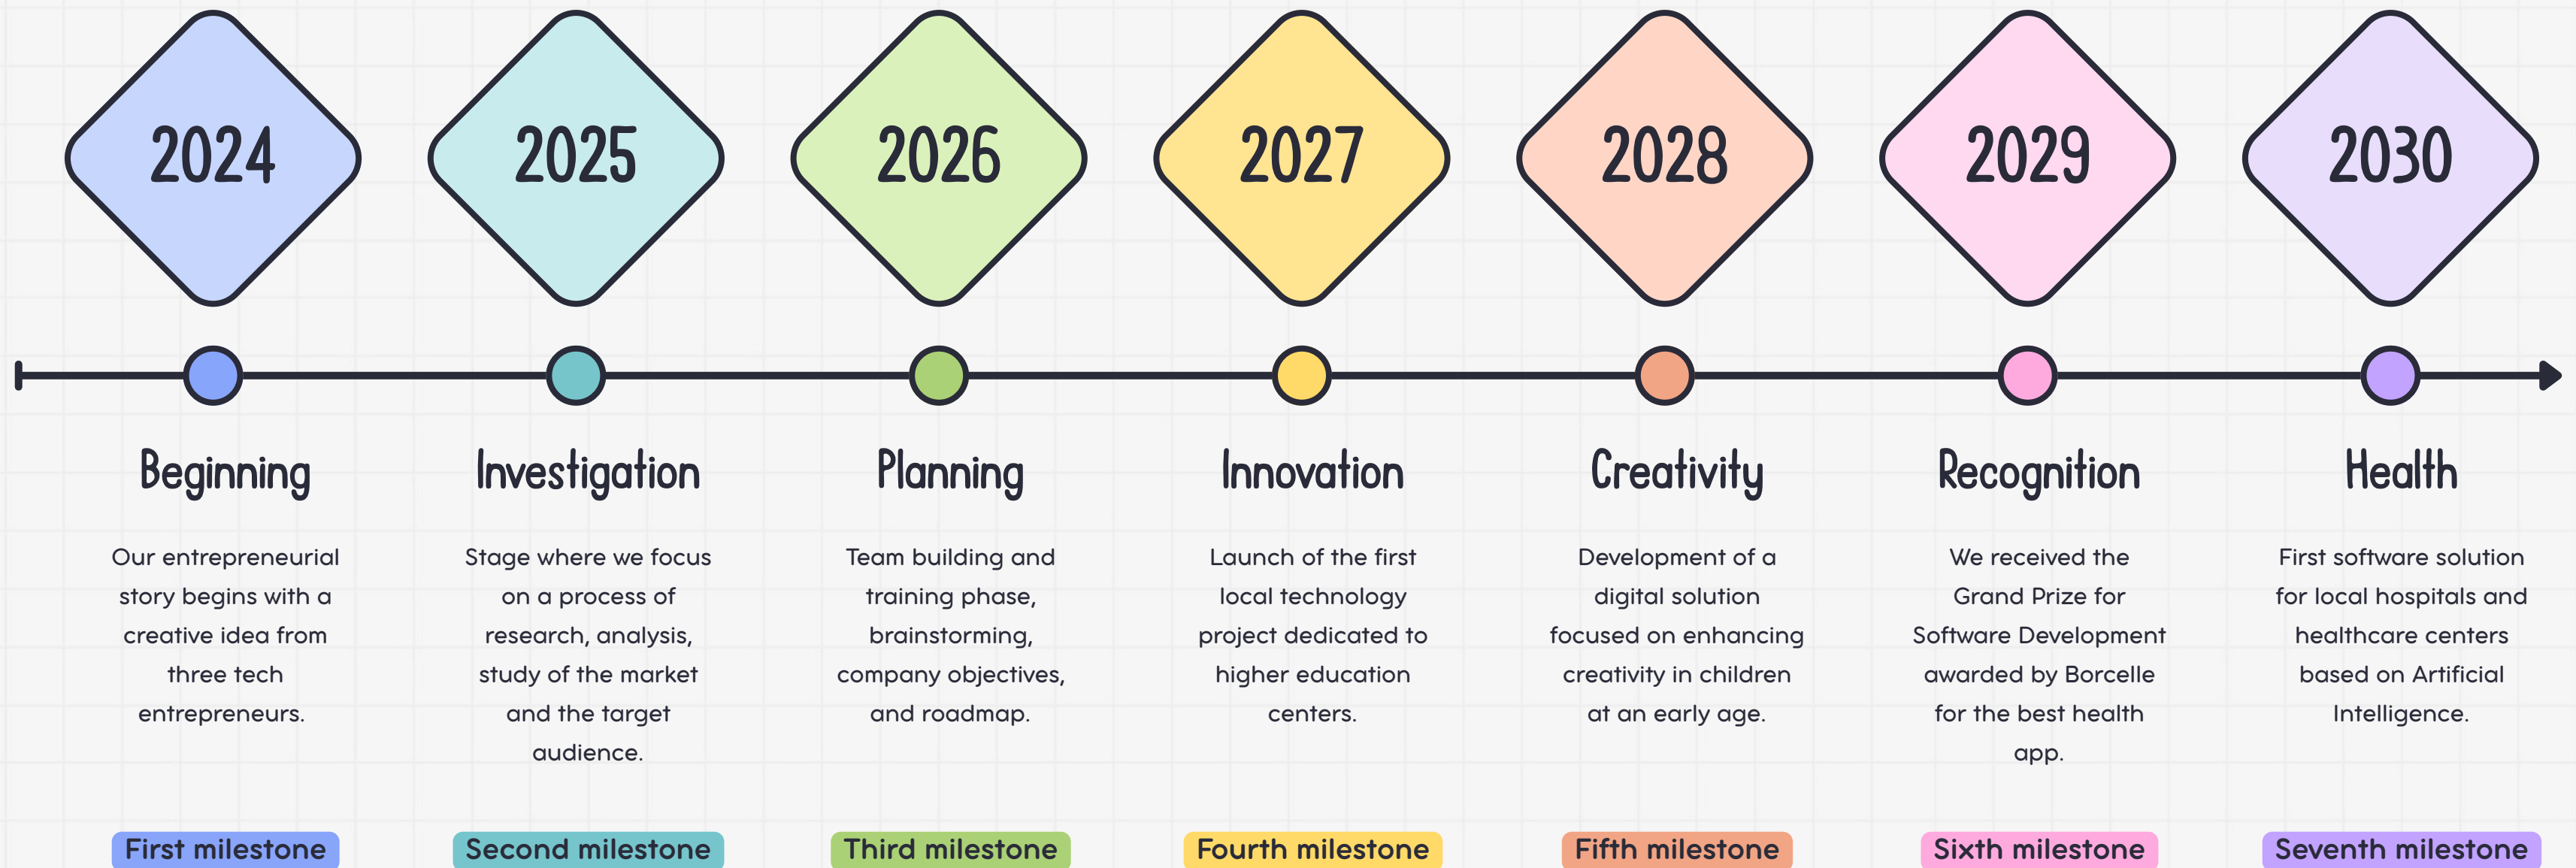 2024
2025
2026
2027
2028
2029
2030
Beginning
Our entrepreneurial
story begins with a
creative idea from
three tech
entrepreneurs.
First milestone
Investigation
Stage where we focus
on a process of
research, analysis,
study of the market
and the target
audience.
Second milestone
Planning
Team building and
training phase,
brainstorming,
company objectives,
and roadmap.
Third milestone
Innovation
Launch of the first
local technology
project dedicated to
higher education
centers.
Fourth milestone
Creativity
Development of a
digital solution
focused on enhancing
creativity in children
at an early age.
Fifth milestone
Recognition
We received the
Grand Prize for
Software Development
awarded by Borcelle
for the best health
app.
Sixth milestone
Health
First software solution
for local hospitals and
healthcare centers
based on Artificial
Intelligence.
Seventh milestone